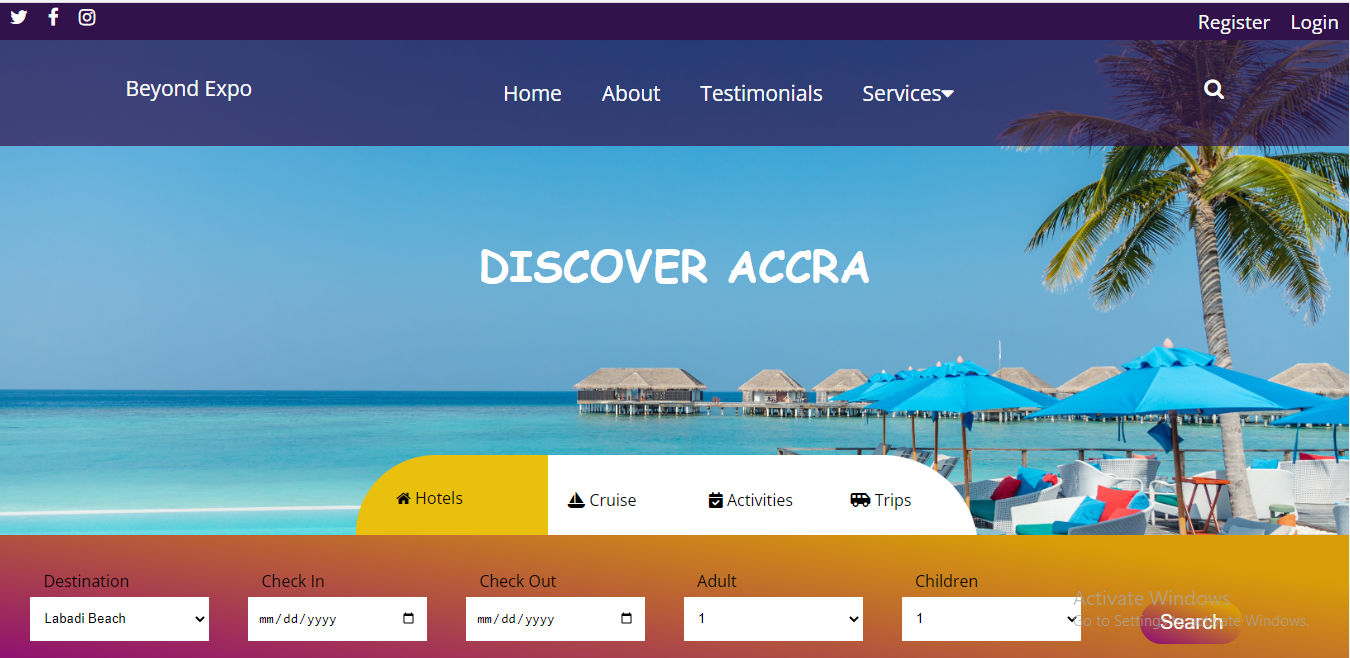 Register Login
Beyond Expo
Home About Testimonials Services
DISCOVER ACCRA
Hotels Cruise Activities Trips
Destination Check In Check Out Adult Children
Labadi Beach mm/dd/yyyy mm/dd/yyyy 1 1 Search
Activate Windows
Go to Settings to activate Windows.